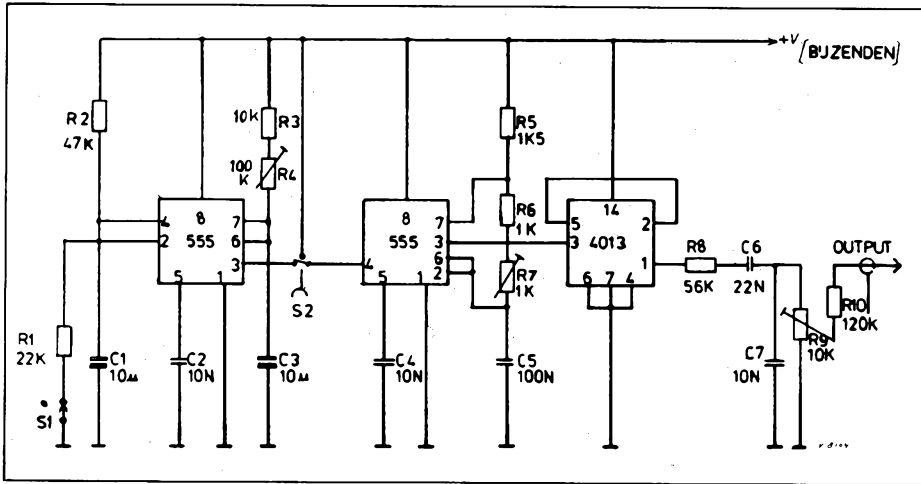 +V
(BIJZENDEN)
R2
47K
10k
R3
100
K
R4
R5
1K5
8
555
4
2
7
6
3
5
1
S2
8
555
4
7
3
6
2
5
1
R6
1K
R7
1K
14
4013
5
2
3
1
6
7
4
R8
56K
C6
22N
OUTPUT
R10
120K
R9
10K
R1
22K
S1
C1
10µ
C2
10N
C3
10µ
C4
10N
C5
100N
C7
10N